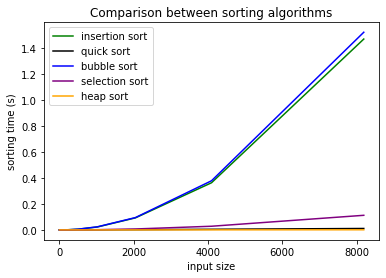 Comparison between sorting algorithms
insertion sort
quick sort
bubble sort
selection sort
heap sort
sorting time (s)
1.4
1.2
1.0
0.8
0.6
0.4
0.2
0.0
0
2000
4000
6000
8000
input size